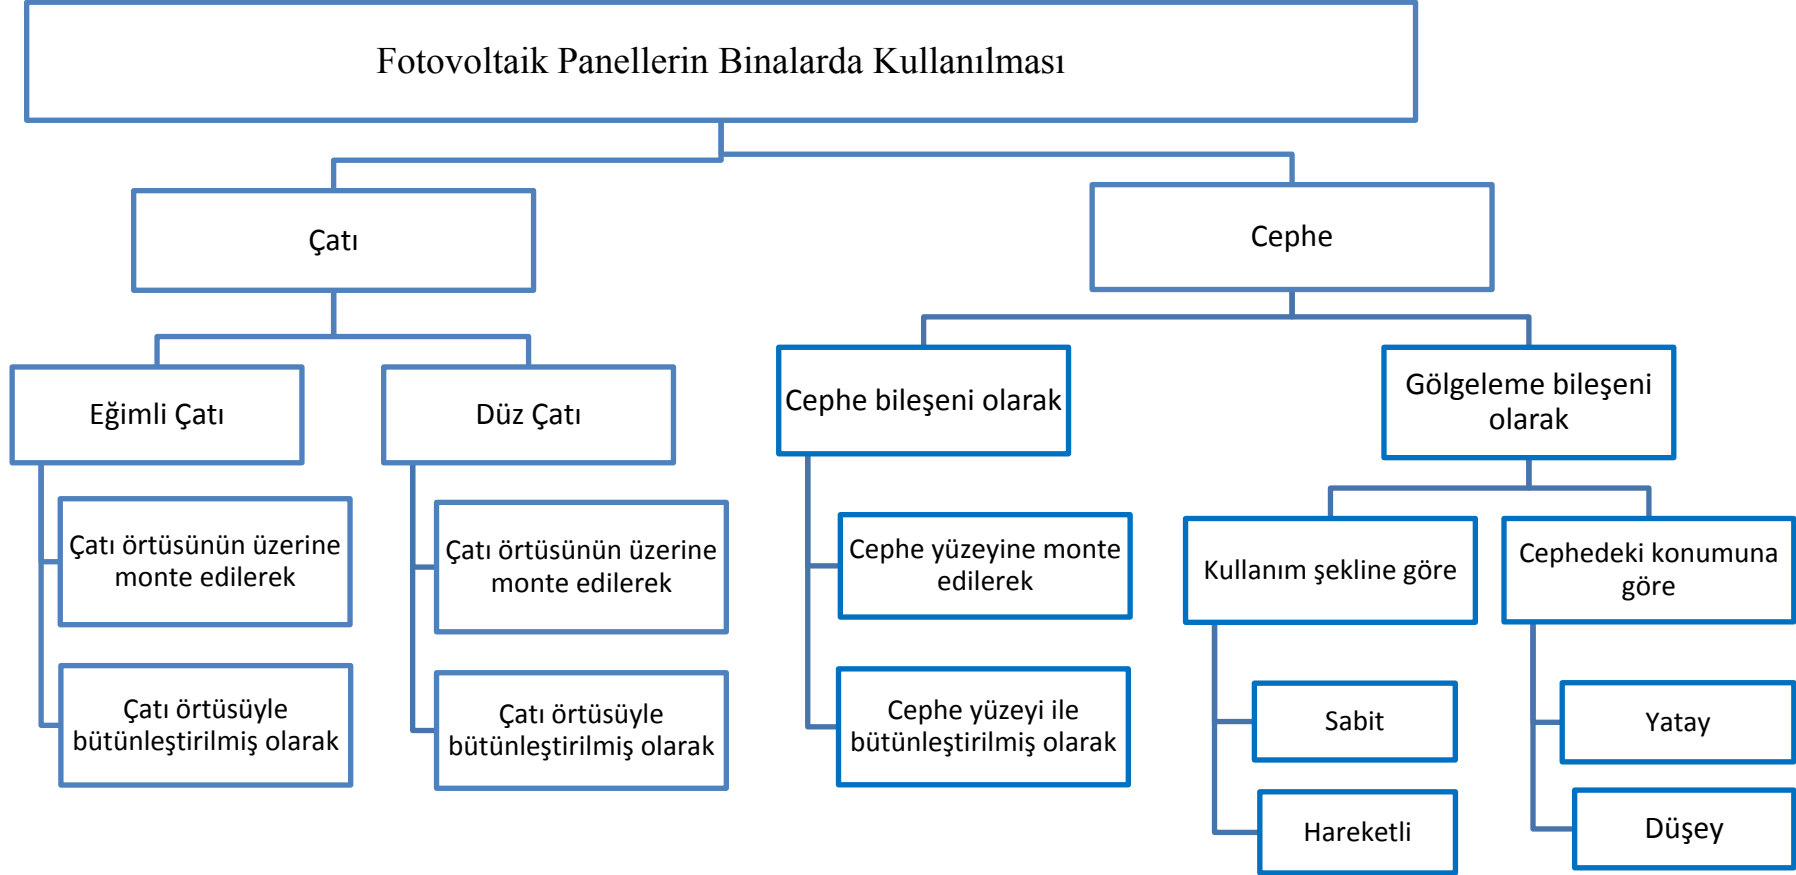 Fotovoltaik Panellerin Binalarda Kullanılması
Çatı
Cephe
Eğimli Çatı
Düz Çatı
Cephe bileşeni olarak
Gölgeleme bileşeni
olarak
Çatı örtüsünün üzerine
monte edilerek
Çatı örtüsünün üzerine
monte edilerek
Cephe yüzeyine monte
edilerek
Kullanım şekline göre
Cephedeki konumuna
göre
Çatı örtüsüyle
bütünleştirilmiş olarak
Çatı örtüsüyle
bütünleştirilmiş olarak
Cephe yüzeyi ile
bütünleştirilmiş olarak
Sabit
Yatay
Hareketli
Düşey